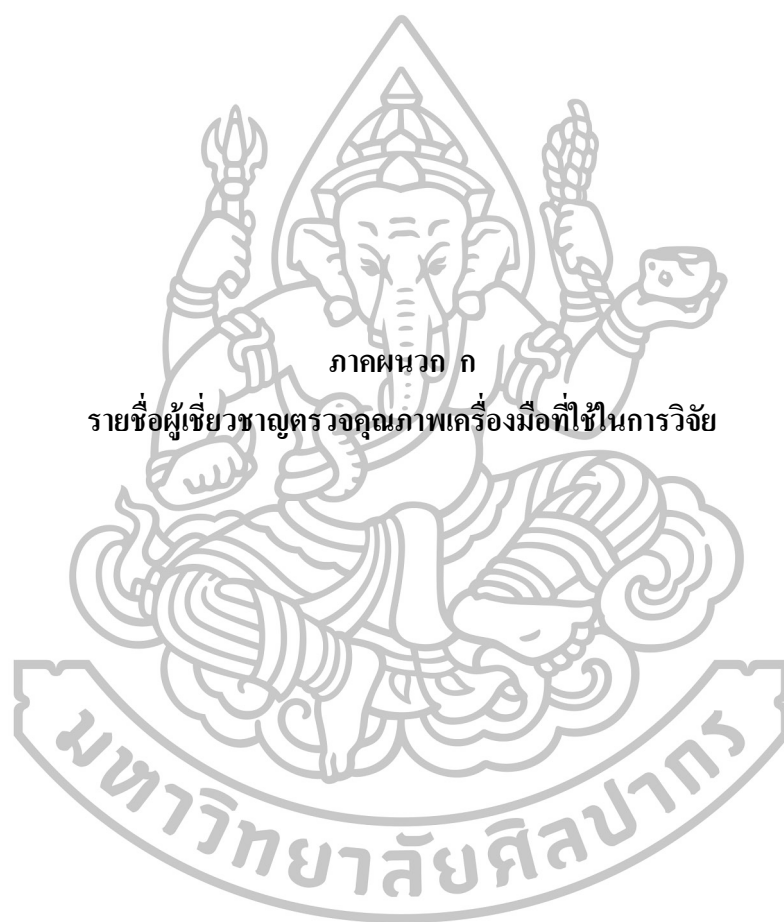 ภาคผนวก ก
รายชื่อผู้เชี่ยวชาญตรวจคุณภาพเครื่องมือที่ใช้ในการวิจัย
มหาวิทยาลัยศิลปากร